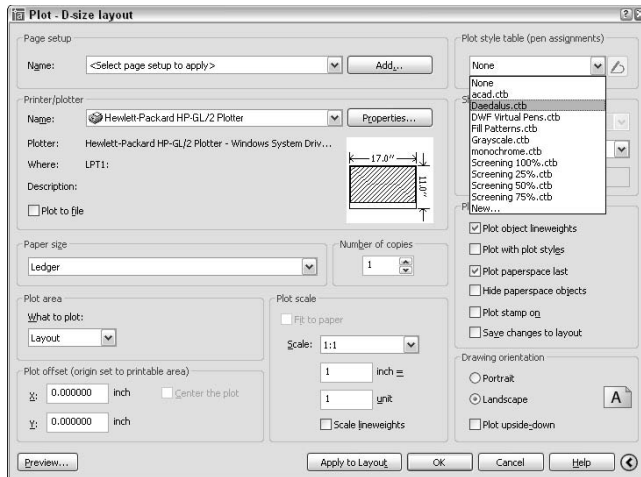 Plot - D-size layout
Page setup
Name:
<Select page setup to apply>
Add...
Printer/plotter
Name:
Hewlett-Packard HP-GL/2 Plotter
Properties...
Plotter:
Hewlett-Packard HP-GL/2 Plotter - Windows System Driv...
Where:
LPT1:
Description:
Plot to file
17.0"
11.0"
Paper size
Ledger
Number of copies
1
Plot area
What to plot:
Layout
Plot offset (origin set to printable area)
X:
0.000000
inch
Center the plot
Y:
0.000000
inch
Plot scale
Fit to paper
Scale:
1:1
1
inch =
1
unit
Scale lineweights
Plot style table (pen assignments)
None
None
acad.ctb
Daedalus.ctb
DWF Virtual Pens.ctb
Fill Patterns.ctb
Grayscale.ctb
monochrome.ctb
Screening 100%.ctb
Screening 25%.ctb
Screening 50%.ctb
Screening 75%.ctb
New...
Plot object lineweights
Plot with plot styles
Plot paperspace last
Hide paperspace objects
Plot stamp on
Save changes to layout
Drawing orientation
Portrait
Landscape
A
Plot upside-down
Preview...
Apply to Layout
OK
Cancel
Help